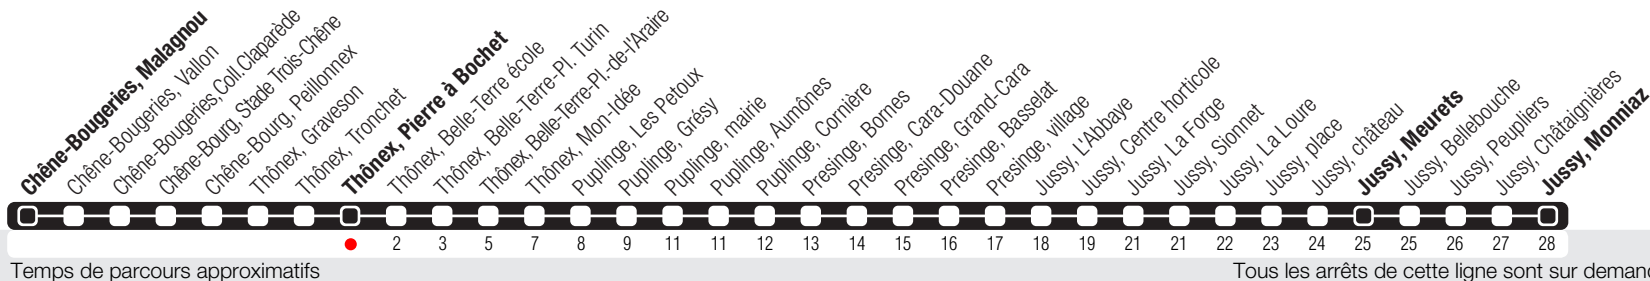 Chêne-Bougeries, Malagnou
Chêne-Bougeries, Vallon
Chêne-Bougeries, Coll.Claparède
Chêne-Bourg, Stade Trois-Chêne
Chêne-Bourg, Peillonnex
Thônex, Graveson
Thônex, Tronchet
Thônex, Pierre à Bochet
Thônex, Belle-Terre école
Thônex, Belle-Terre-Pl. Turin
Thônex, Belle-Terre-Pl.-de-l'Araire
Thônex, Mon-Idée
Puplinge, Les Petoux
Puplinge, Grésy
Puplinge, mairie
Puplinge, Aumônes
Puplinge, Cornière
Presinge, Bornes
Presinge, Cara-Douane
Presinge, Grand-Cara
Presinge, Basselat
Presinge, village
Jussy, L'Abbaye
Jussy, Centre horticole
Jussy, La Forge
Jussy, Sionnet
Jussy, La Loure
Jussy, place
Jussy, château
Jussy, Meurets
Jussy, Bellebouche
Jussy, Peupliers
Jussy, Châtaignières
Jussy, Monniaz
2 3 5 7 8 9 11 11 12 13 14 15 16 17 18 19 21 21 22 23 24 25 25 26 27 28
Temps de parcours approximatifs
Tous les arrêts de cette ligne sont sur deman